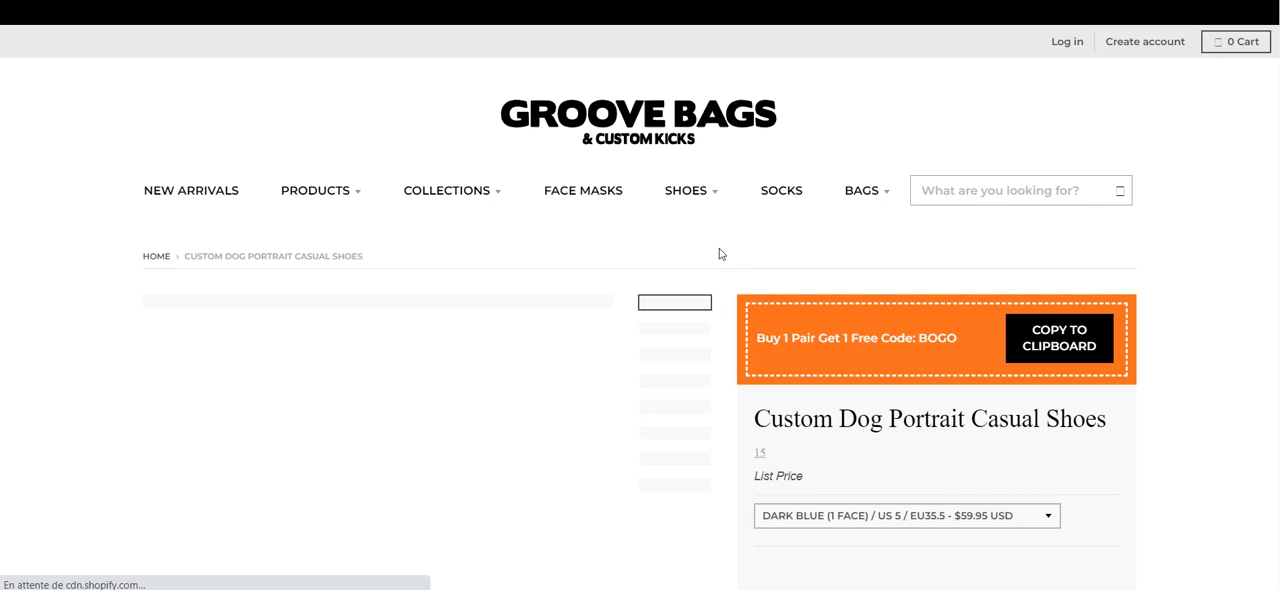 Log in
Create account
0 Cart
GROOVE BAGS
& CUSTOM KICKS
NEW ARRIVALS
PRODUCTS
COLLECTIONS
FACE MASKS
SHOES
SOCKS
BAGS
What are you looking for?
HOME › CUSTOM DOG PORTRAIT CASUAL SHOES
Buy 1 Pair Get 1 Free Code: BOGO
COPY TO
CLIPBOARD
Custom Dog Portrait Casual Shoes
15
List Price
DARK BLUE (1 FACE) / US 5 / EU35.5 - $59.95 USD
En attente de cdn.shopify.com...